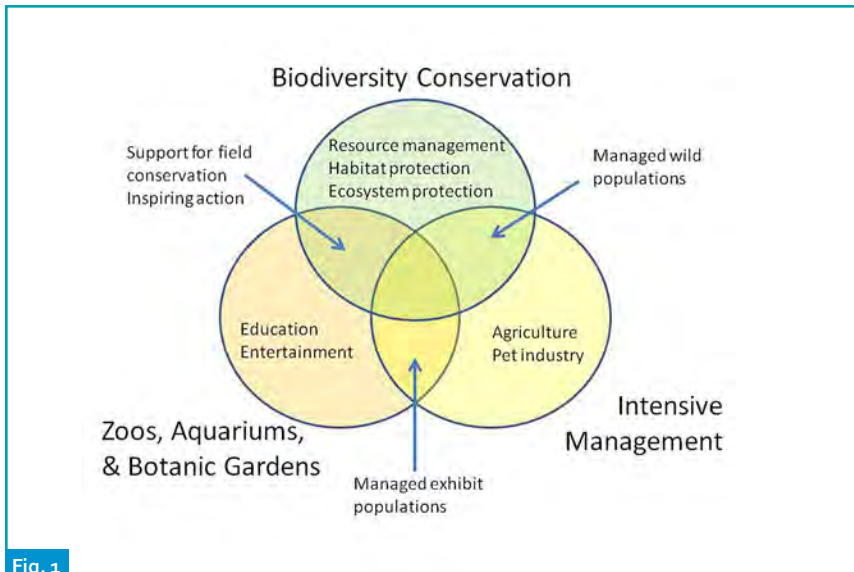 Biodiversity Conservation
Support for field
conservation
Inspiring action
Resource management
Habitat protection
Ecosystem protection
Managed wild
populations
Education
Entertainment
Agriculture
Pet industry
Zoos, Aquariums,
& Botanic Gardens
Intensive
Management
Managed exhibit
populations
Fig. 1